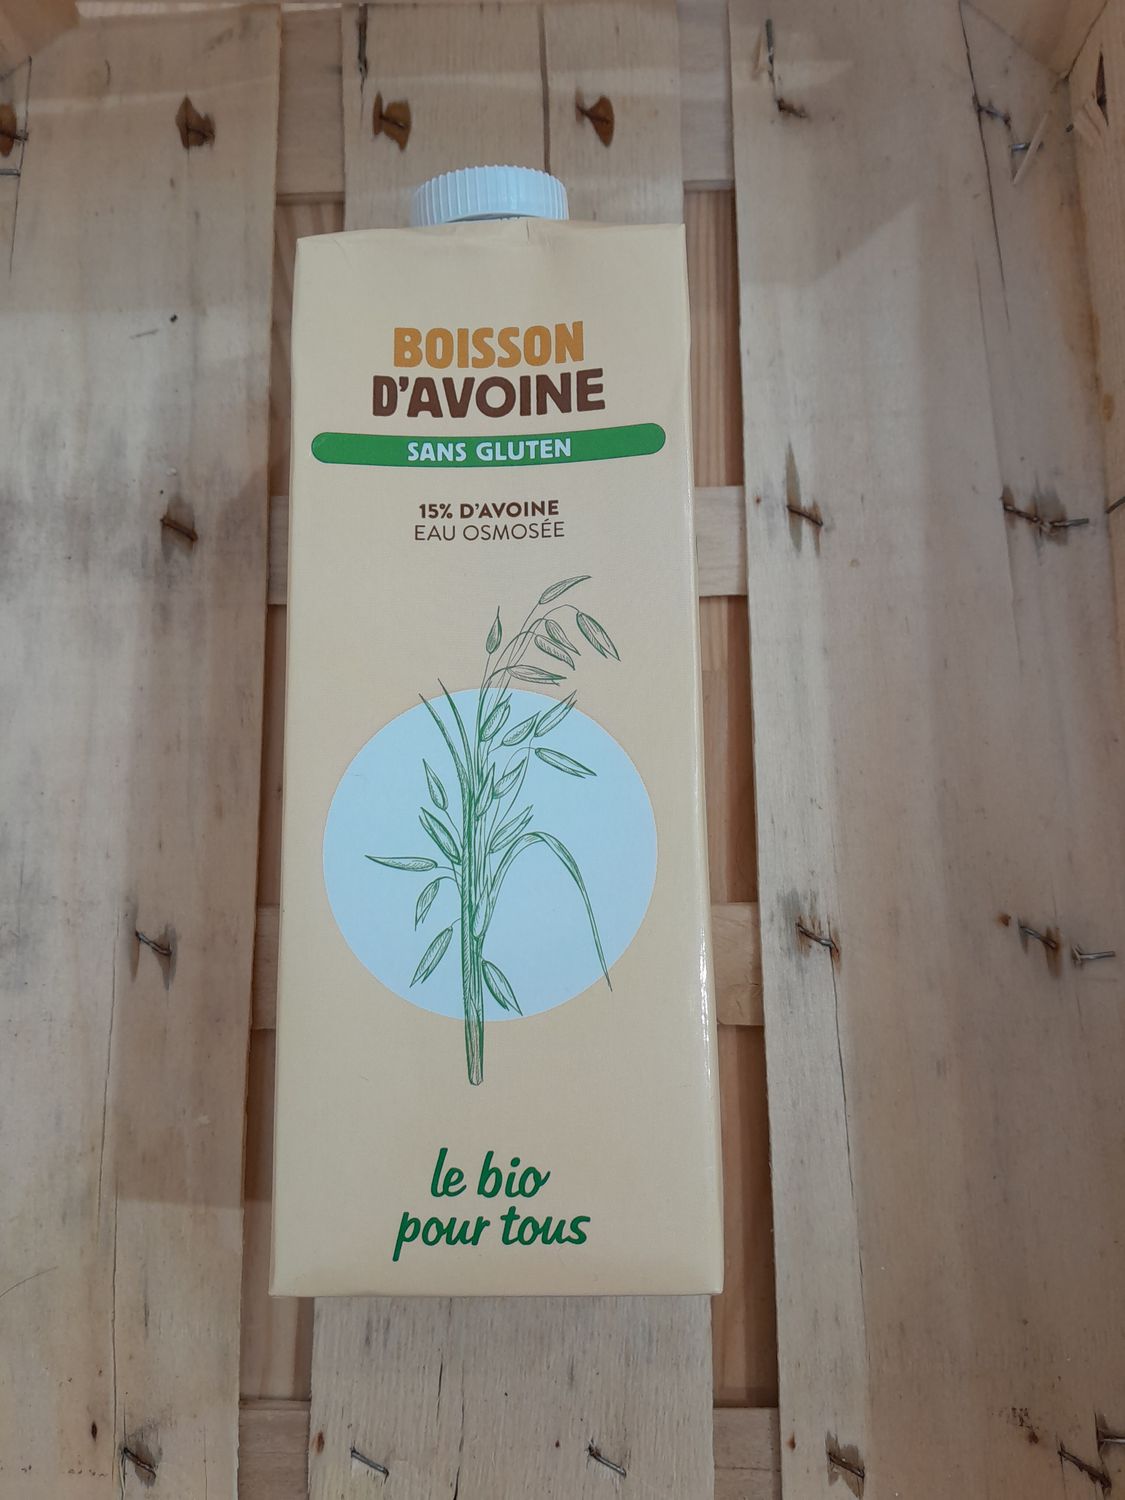 BOISSON
D'AVOINE
SANS GLUTEN
15% D'AVOINE
EAU OSMOSÉE
le bio
pour tous